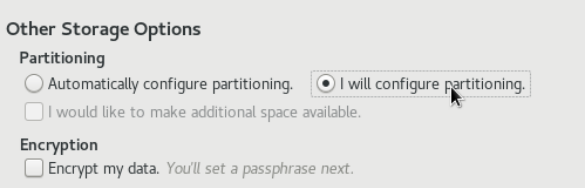 Other Storage Options
Partitioning
Automatically configure partitioning. I will configure partitioning.
I would like to make additional space available.
Encryption
Encrypt my data. You'll set a passphrase next.